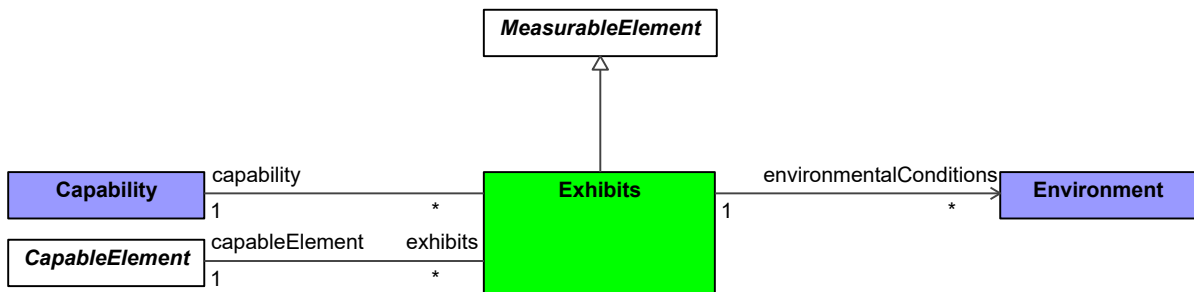 MeasurableElement
capability
environmentalConditions
Capability
Exhibits
Environment
1
*
1
*
capableElement
exhibits
CapableElement
1
*